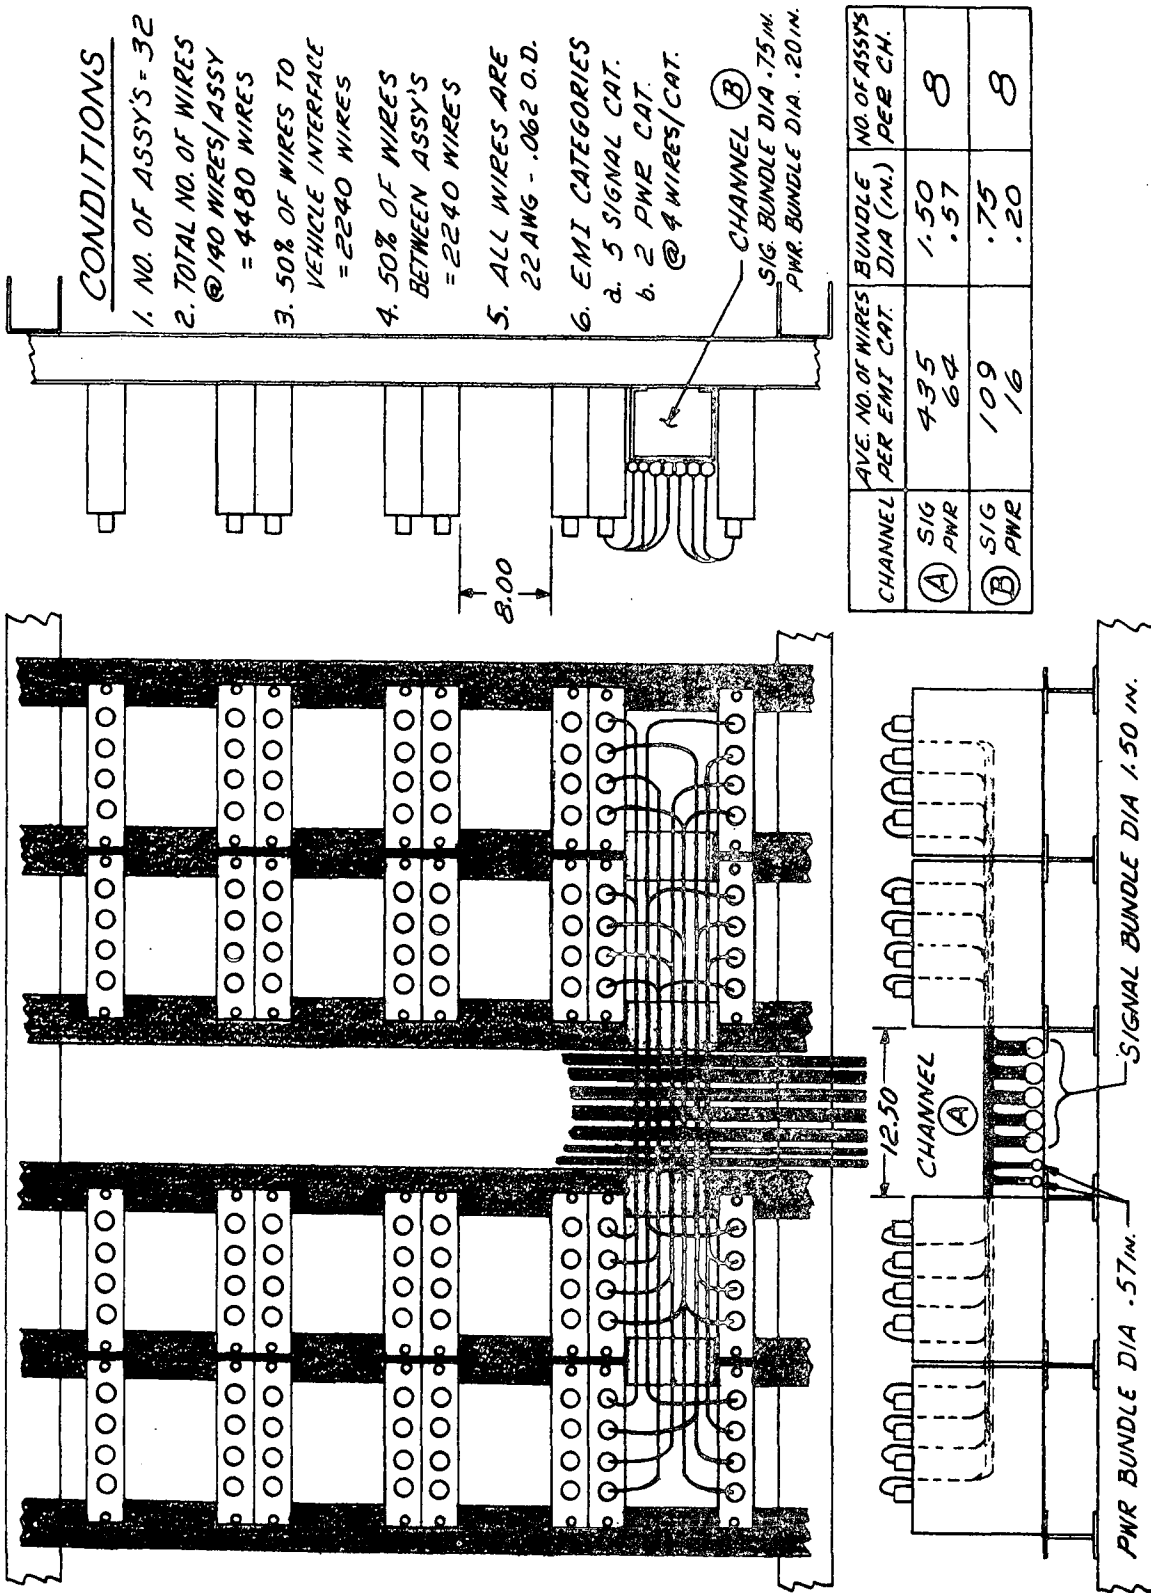 CONDITIONS
1. NO. OF ASSY'S = 32
2. TOTAL NO. OF WIRES
@ 140 WIRES/ASSY
= 4480 WIRES
3. 50% OF WIRES TO
VEHICLE INTERFACE
= 2240 WIRES
4. 50% OF WIRES
BETWEEN ASSY'S
= 2240 WIRES
5. ALL WIRES ARE
22 AWG - .062 O.D.
6. EMI CATEGORIES
a. 5 SIGNAL CAT.
b. 2 PWR CAT.
@ 4 WIRES/CAT.
CHANNEL B
SIG. BUNDLE DIA .75 IN.
PWR. BUNDLE DIA. .20 IN.
8.00
CHANNEL AVE. NO. OF WIRES PER EMI CAT. BUNDLE DIA (IN.) NO. OF ASSYS PER CH.
A SIG 435 1.50 8
PWR 64 .57
B SIG 109 .75 8
PWR 16 .20
12.50
CHANNEL
A
SIGNAL BUNDLE DIA 1.50 IN.
PWR BUNDLE DIA .57 IN.